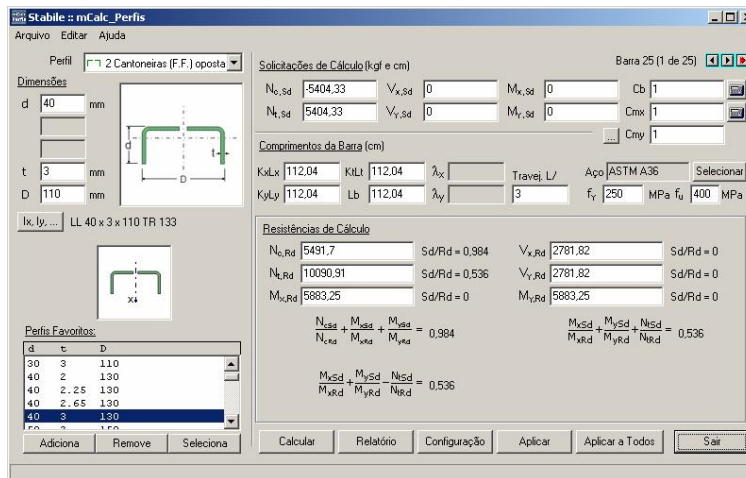 Stabile :: mCalc_Perfis
Arquivo Editar Ajuda
Perfil 2 Cantoneiras (F.F.) oposta
Dimensões
d 40 mm
t 3 mm
D 110 mm
d
t
D
Ix, Iy, ... LL 40 x 3 x 110 TR 133
x
Perfis Favoritos:
d t D
30 3 110
40 2 130
40 2.25 130
40 2.65 130
40 3 130
Adiciona Remove Seleciona
Solicitações de Cálculo (kgf e cm) Barra 25 (1 de 25)
Nc,Sd -5404,33 Vx,Sd 0 Mx,Sd 0 Cb 1
Nt,Sd 5404,33 VY,Sd 0 MY,Sd 0 Cmx 1
... Cmy 1
Comprimentos da Barra (cm)
KxLx 112,04 KtLt 112,04 λX Travej. L/ Aço ASTM A36 Selecionar
KyLy 112,04 Lb 112,04 λy 3 fY 250 MPa fu 400 MPa
Resistências de Cálculo
Nc,Rd 5491,7 Sd/Rd = 0,984 Vx,Rd 2781,82 Sd/Rd = 0
Nt,Rd 10090,91 Sd/Rd = 0,536 VY,Rd 2781,82 Sd/Rd = 0
Mx,Rd 5883,25 Sd/Rd = 0 MY,Rd 5883,25 Sd/Rd = 0
NcSd/NcRd + MxSd/MxRd + MySd/MyRd = 0,984 MxSd/MxRd + MySd/MyRd + NtSd/NtRd = 0,536
MxSd/MxRd + MySd/MyRd - NtSd/NtRd = 0,536
Calcular Relatório Configuração Aplicar Aplicar a Todos Sair